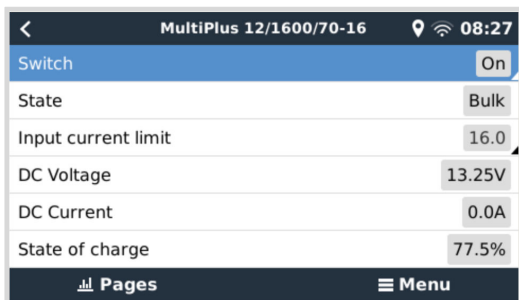 MultiPlus 12/1600/70-16 08:27
Switch On
State Bulk
Input current limit 16.0
DC Voltage 13.25V
DC Current 0.0A
State of charge 77.5%
Pages Menu